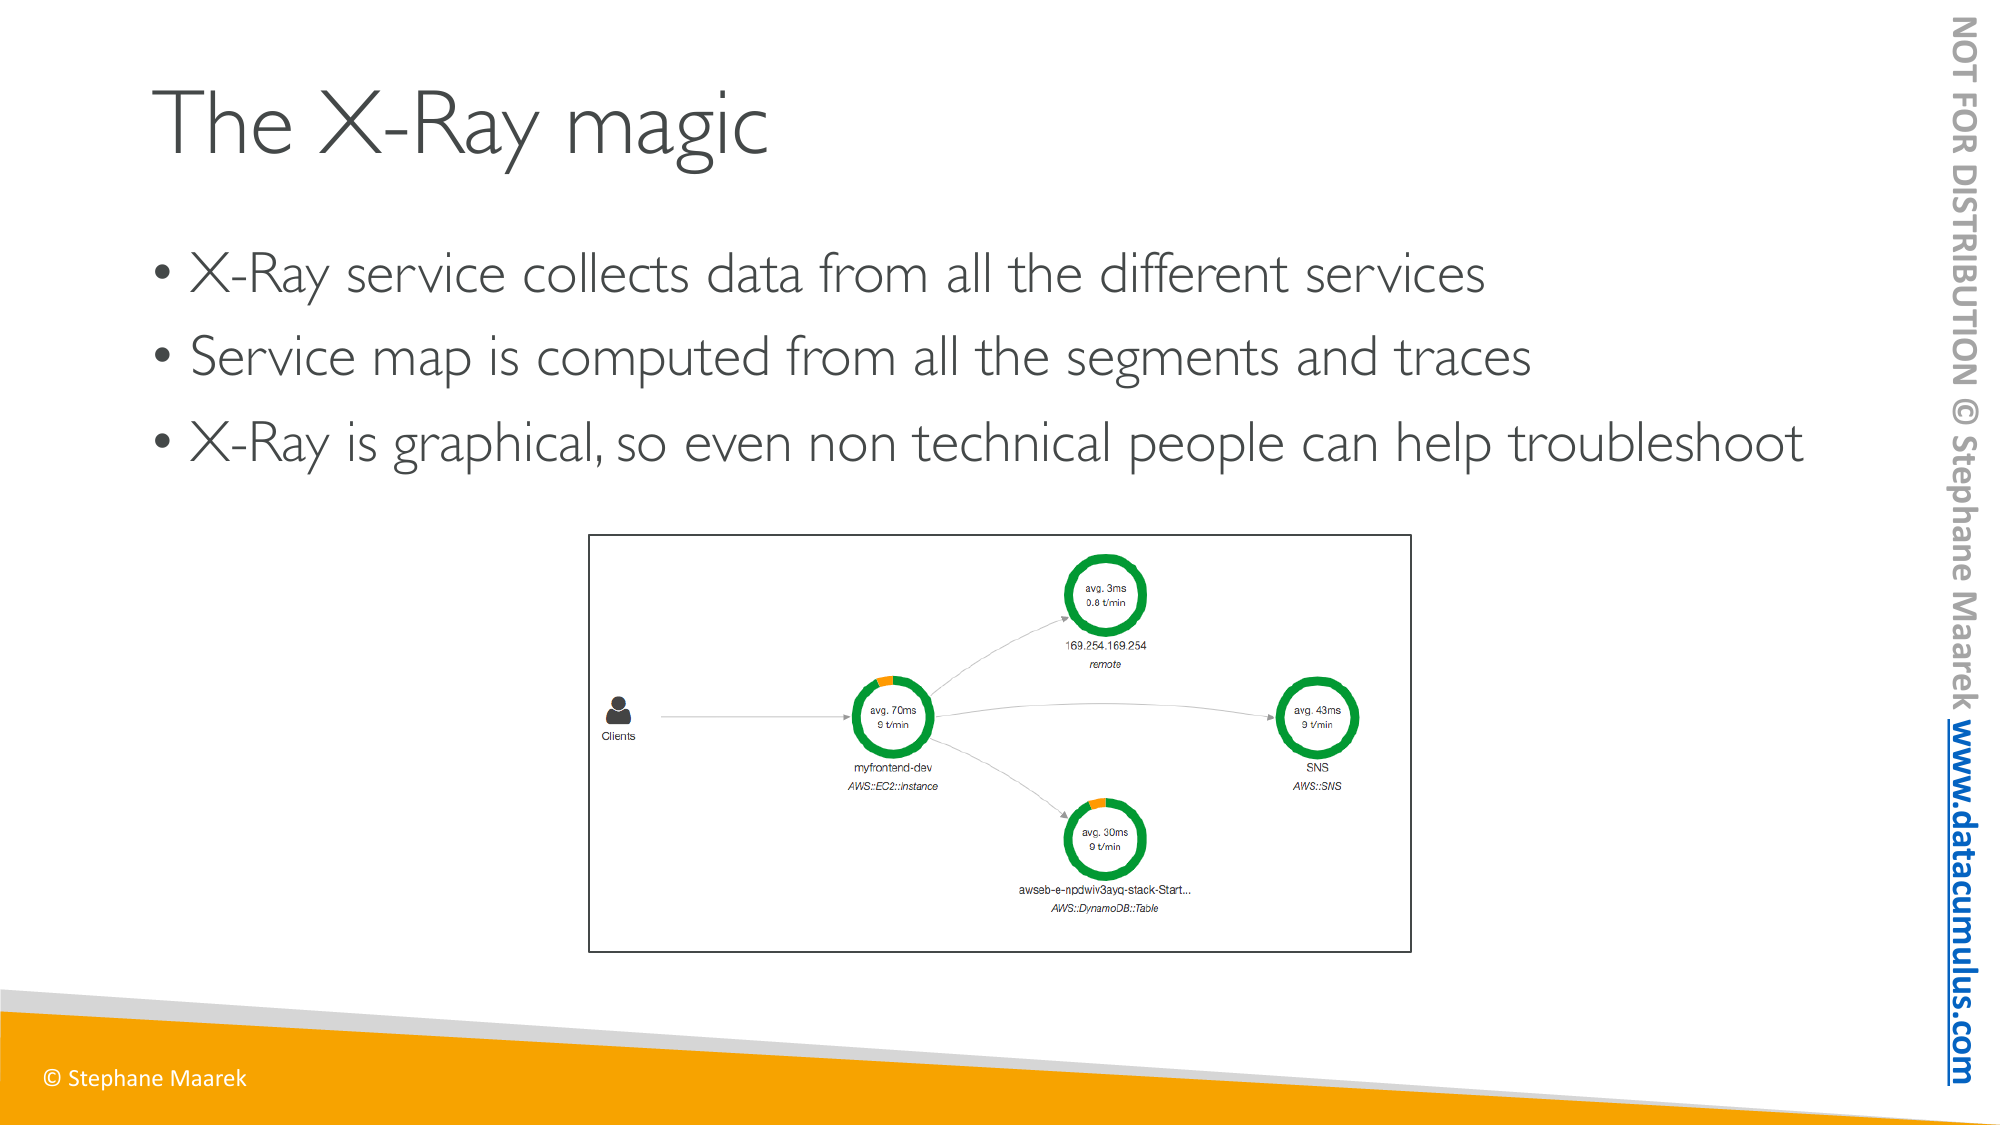 The X-Ray magic
• X-Ray service collects data from all the different services
• Service map is computed from all the segments and traces
• X-Ray is graphical, so even non technical people can help troubleshoot
avg. 3ms
0.8 t/min
169.254.169.254
remote
Clients
avg. 70ms
9 t/min
myfrontend-dev
AWS::EC2::Instance
avg. 43ms
9 t/min
SNS
AWS::SNS
avg. 30ms
9 t/min
awseb-e-npdwiv3ayq-stack-Start...
AWS::DynamoDB::Table
© Stephane Maarek
NOT FOR DISTRIBUTION © Stephane Maarek www.datacumulus.com